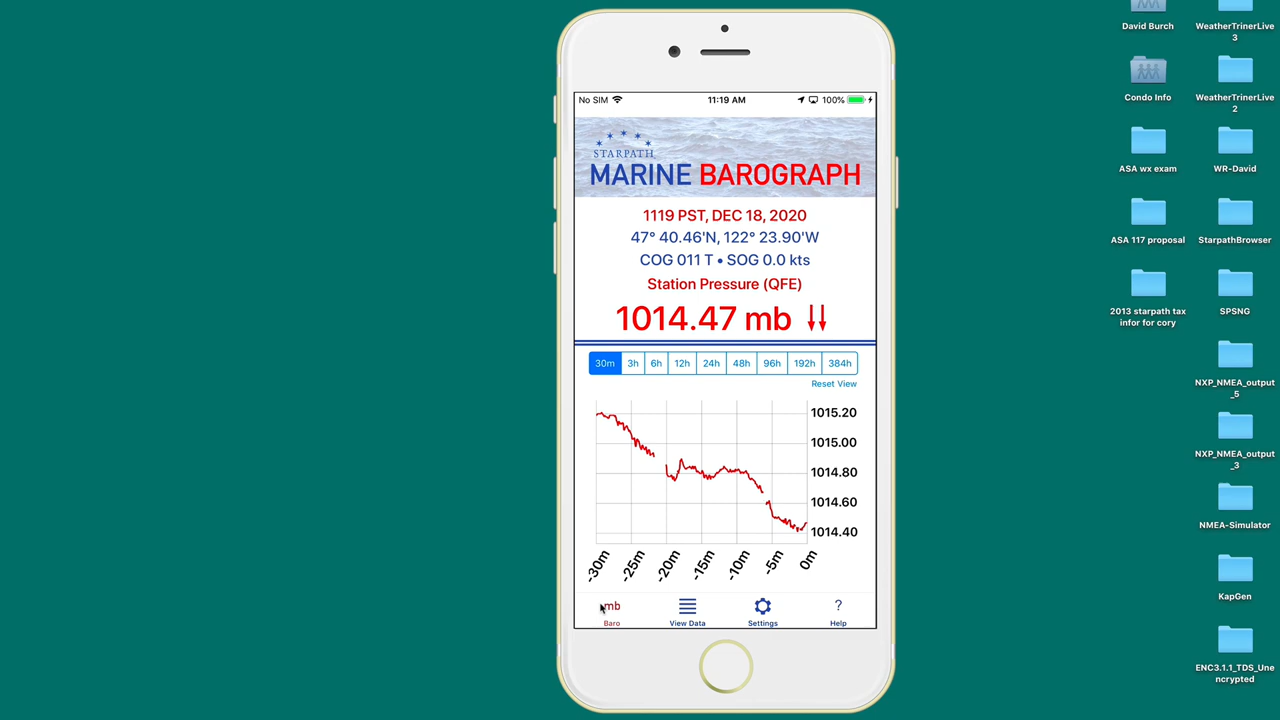 No SIM
11:19 AM
100%
STARPATH
MARINE BAROGRAPH
1119 PST, DEC 18, 2020
47° 40.46'N, 122° 23.90'W
COG 011 T • SOG 0.0 kts
Station Pressure (QFE)
1014.47 mb ↓↓
30m 3h 6h 12h 24h 48h 96h 192h 384h
Reset View
1015.20
1015.00
1014.80
1014.60
1014.40
-30m -25m -20m -15m -10m -5m 0m
mb
Baro
View Data
Settings
?
Help
David Burch
WeatherTrinerLive
3
Condo Info
WeatherTrinerLive
2
ASA wx exam
WR-David
ASA 117 proposal
StarpathBrowser
2013 starpath tax
infor for cory
SPSNG
NXP_NMEA_output
_5
NXP_NMEA_output
_3
NMEA-Simulator
KapGen
ENC3.1.1_TDS_Une
ncrypted